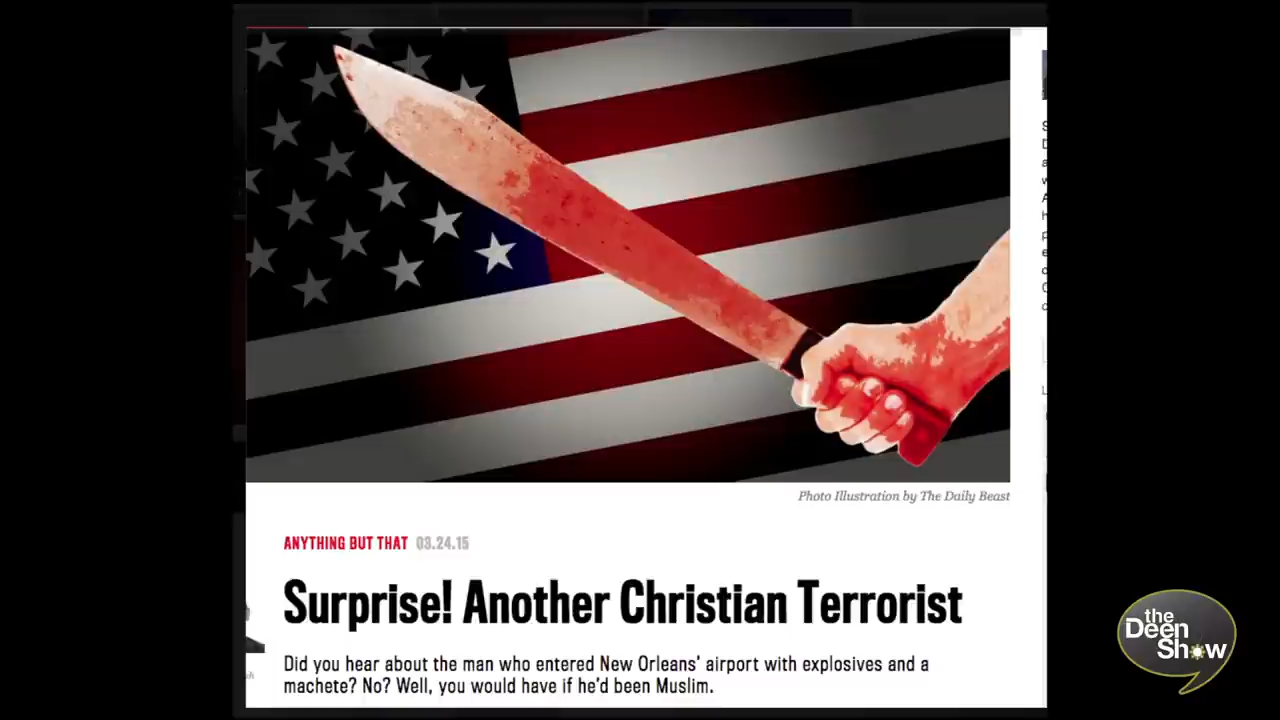 Photo Illustration by The Daily Beast
ANYTHING BUT THAT 03.24.15
Surprise! Another Christian Terrorist
Did you hear about the man who entered New Orleans' airport with explosives and a
machete? No? Well, you would have if he'd been Muslim.
the
Deen
Show